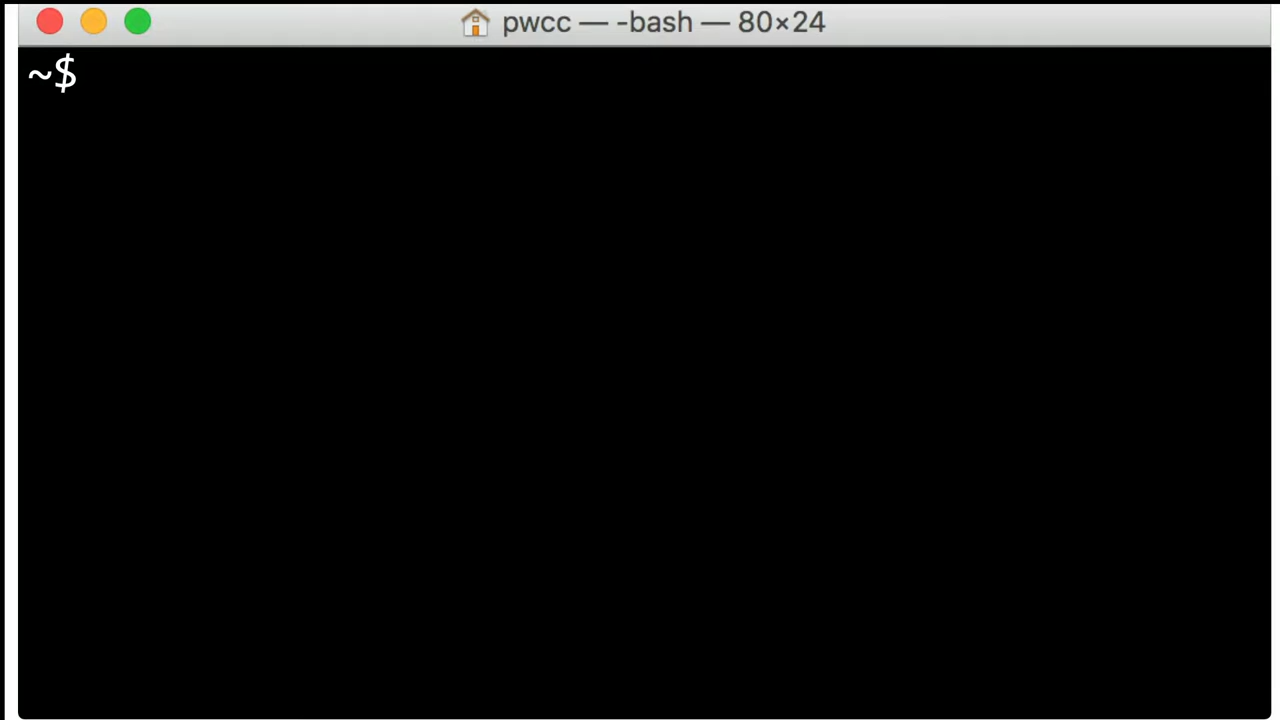 pwcc — -bash — 80×24
~$